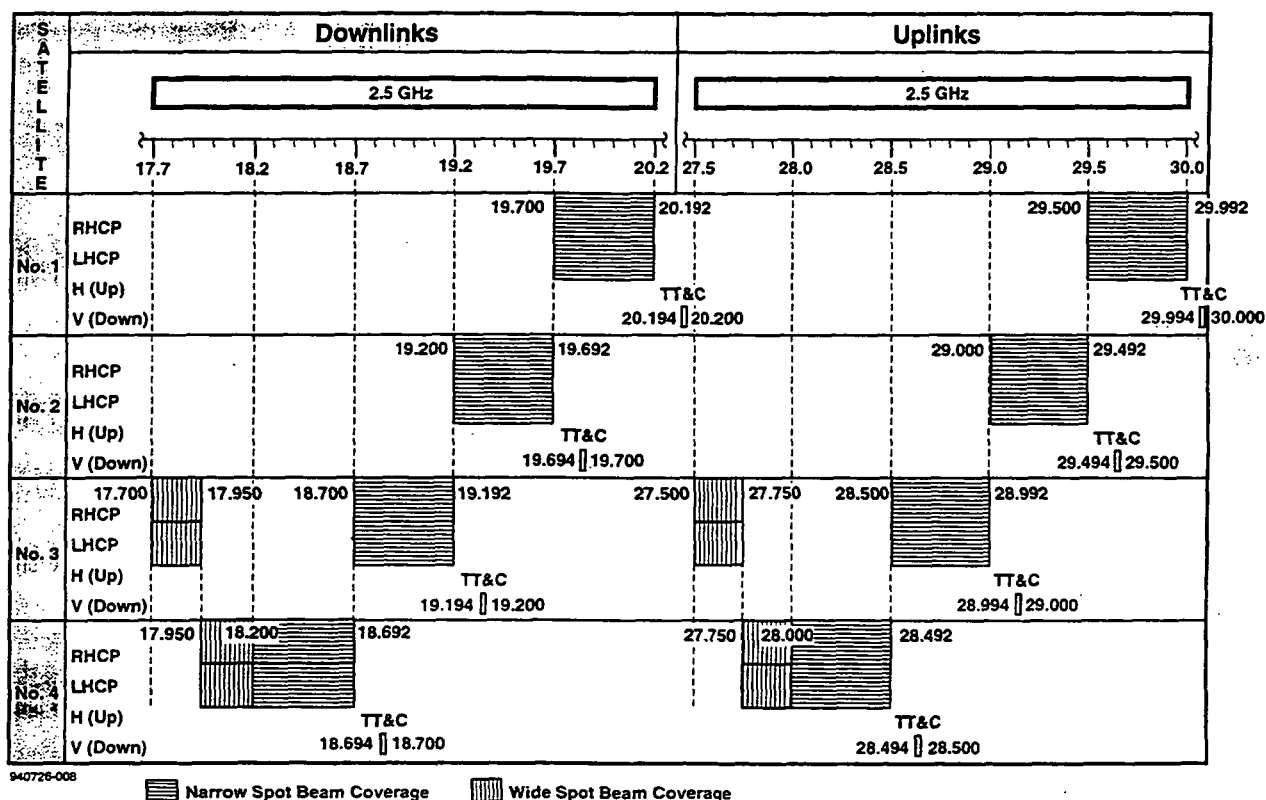 SATELLITE
Downlinks Uplinks
2.5 GHz 2.5 GHz
17.7 18.2 18.7 19.2 19.7 20.2 27.5 28.0 28.5 29.0 29.5 30.0
No. 1
19.700 20.192 29.500 29.992
RHCP
LHCP
H (Up)
TT&C TT&C
V (Down) 20.194 20.200 29.994 30.000
No. 2
19.200 19.692 29.000 29.492
RHCP
LHCP
H (Up)
TT&C TT&C
V (Down) 19.694 19.700 29.494 29.500
No. 3
17.700 17.950 18.700 19.192 27.500 27.750 28.500 28.992
RHCP
LHCP
H (Up)
TT&C TT&C
V (Down) 19.194 19.200 28.994 29.000
No. 4
17.950 18.200 18.692 27.750 28.000 28.492
RHCP
LHCP
H (Up)
TT&C TT&C
V (Down) 18.694 18.700 28.494 28.500
940726-008
Narrow Spot Beam Coverage Wide Spot Beam Coverage